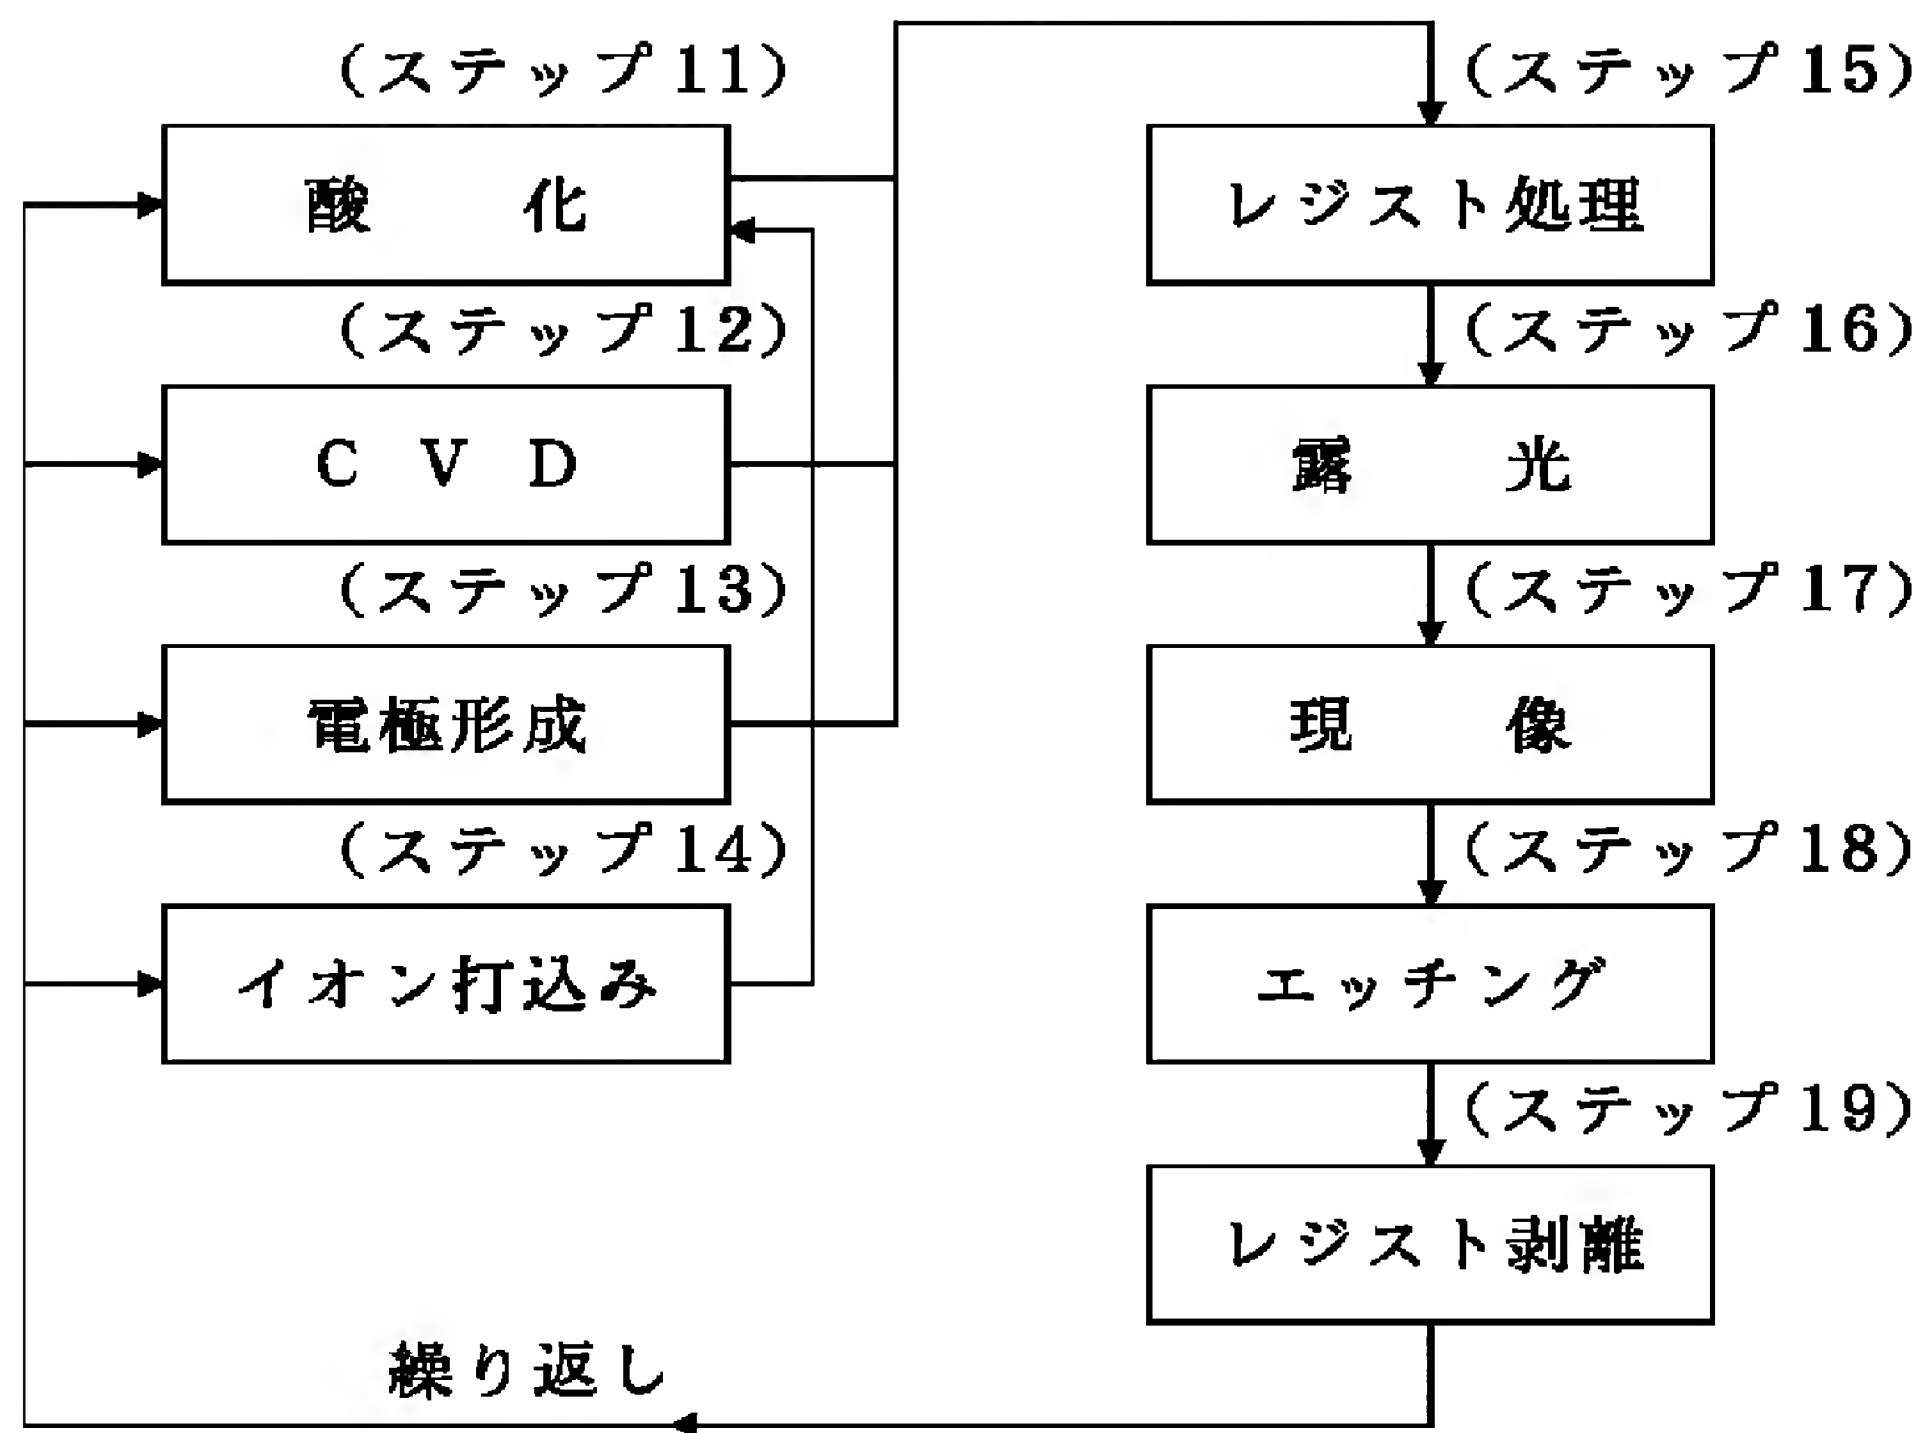 (ステップ11)
酸化
(ステップ12)
CVD
(ステップ13)
電極形成
(ステップ14)
イオン打込み
(ステップ15)
レジスト処理
(ステップ16)
露光
(ステップ17)
現像
(ステップ18)
エッチング
(ステップ19)
レジスト剥離
繰り返し